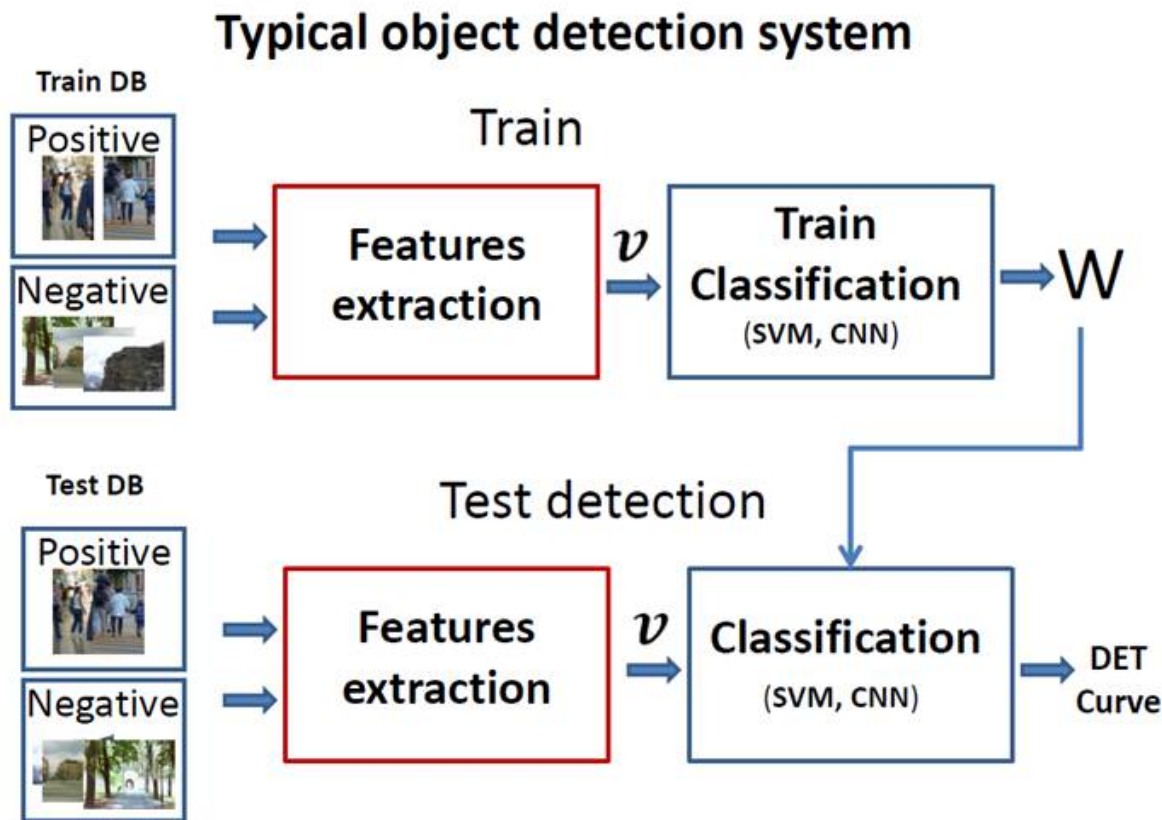 Typical object detection system
Train DB
Positive
Negative
Train
Features
extraction
v
Train
Classification
(SVM, CNN)
W
Test DB
Positive
Negative
Test detection
Features
extraction
v
Classification
(SVM, CNN)
DET
Curve